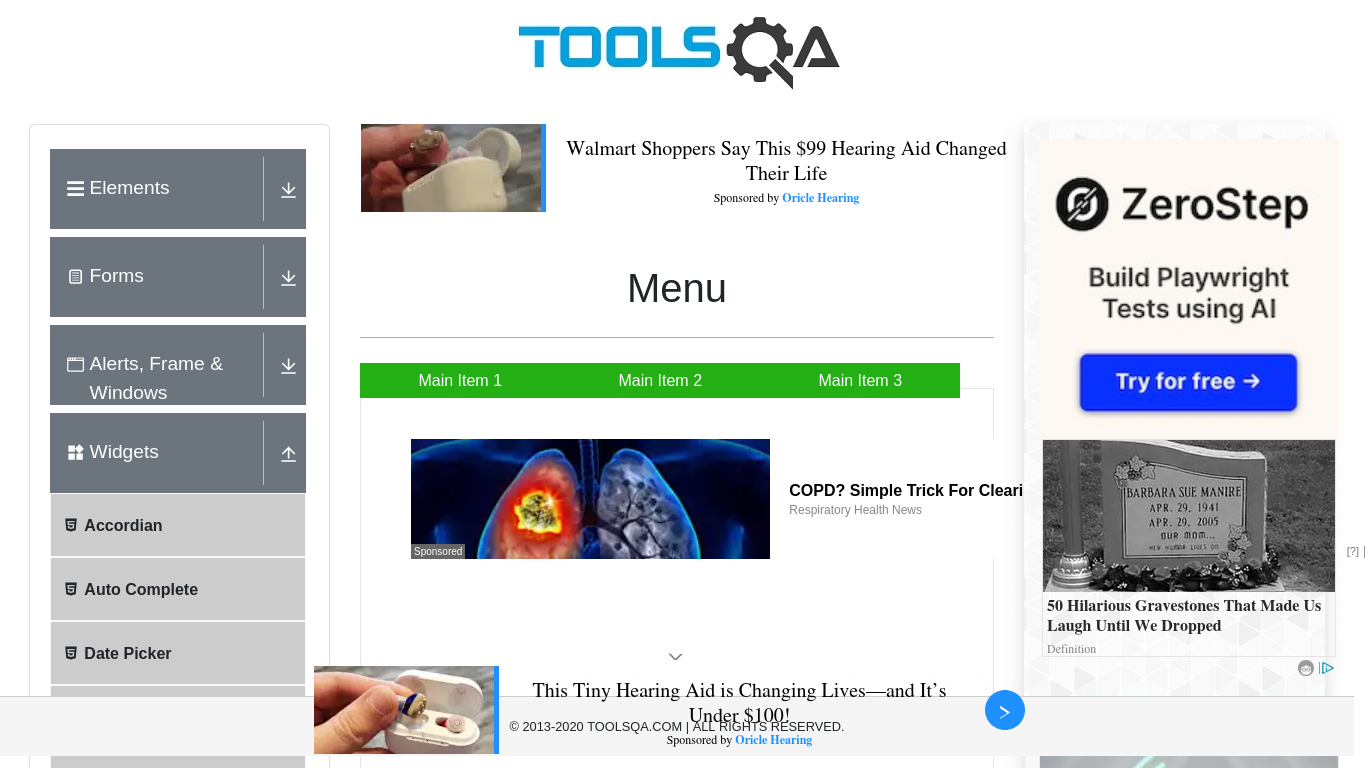 TOOLSQA
Elements
Forms
Alerts, Frame &
Windows
Widgets
Accordian
Auto Complete
Date Picker
Walmart Shoppers Say This $99 Hearing Aid Changed
Their Life
Sponsored by Oricle Hearing
Menu
Main Item 1
Main Item 2
Main Item 3
Sponsored
COPD? Simple Trick For Cleari
Respiratory Health News
ZeroStep
Build Playwright
Tests using AI
Try for free →
BARBARA SUE MANIRE
APR. 29, 1941
APR. 29, 2005
OUR MOM...
HER HUMOR LIVES ON
50 Hilarious Gravestones That Made Us
Laugh Until We Dropped
Definition
[?]
This Tiny Hearing Aid is Changing Lives—and It’s
Under $100!
Sponsored by Oricle Hearing
© 2013-2020 TOOLSQA.COM | ALL RIGHTS RESERVED.